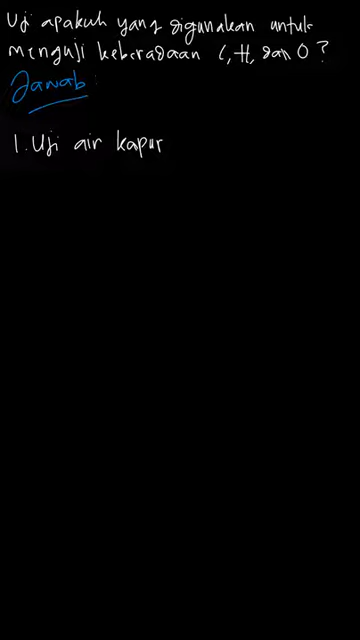 Uji apakah yang digunakan untuk
menguji keberadaan C, H, dan O ?
Jawab :
1. Uji air kapur